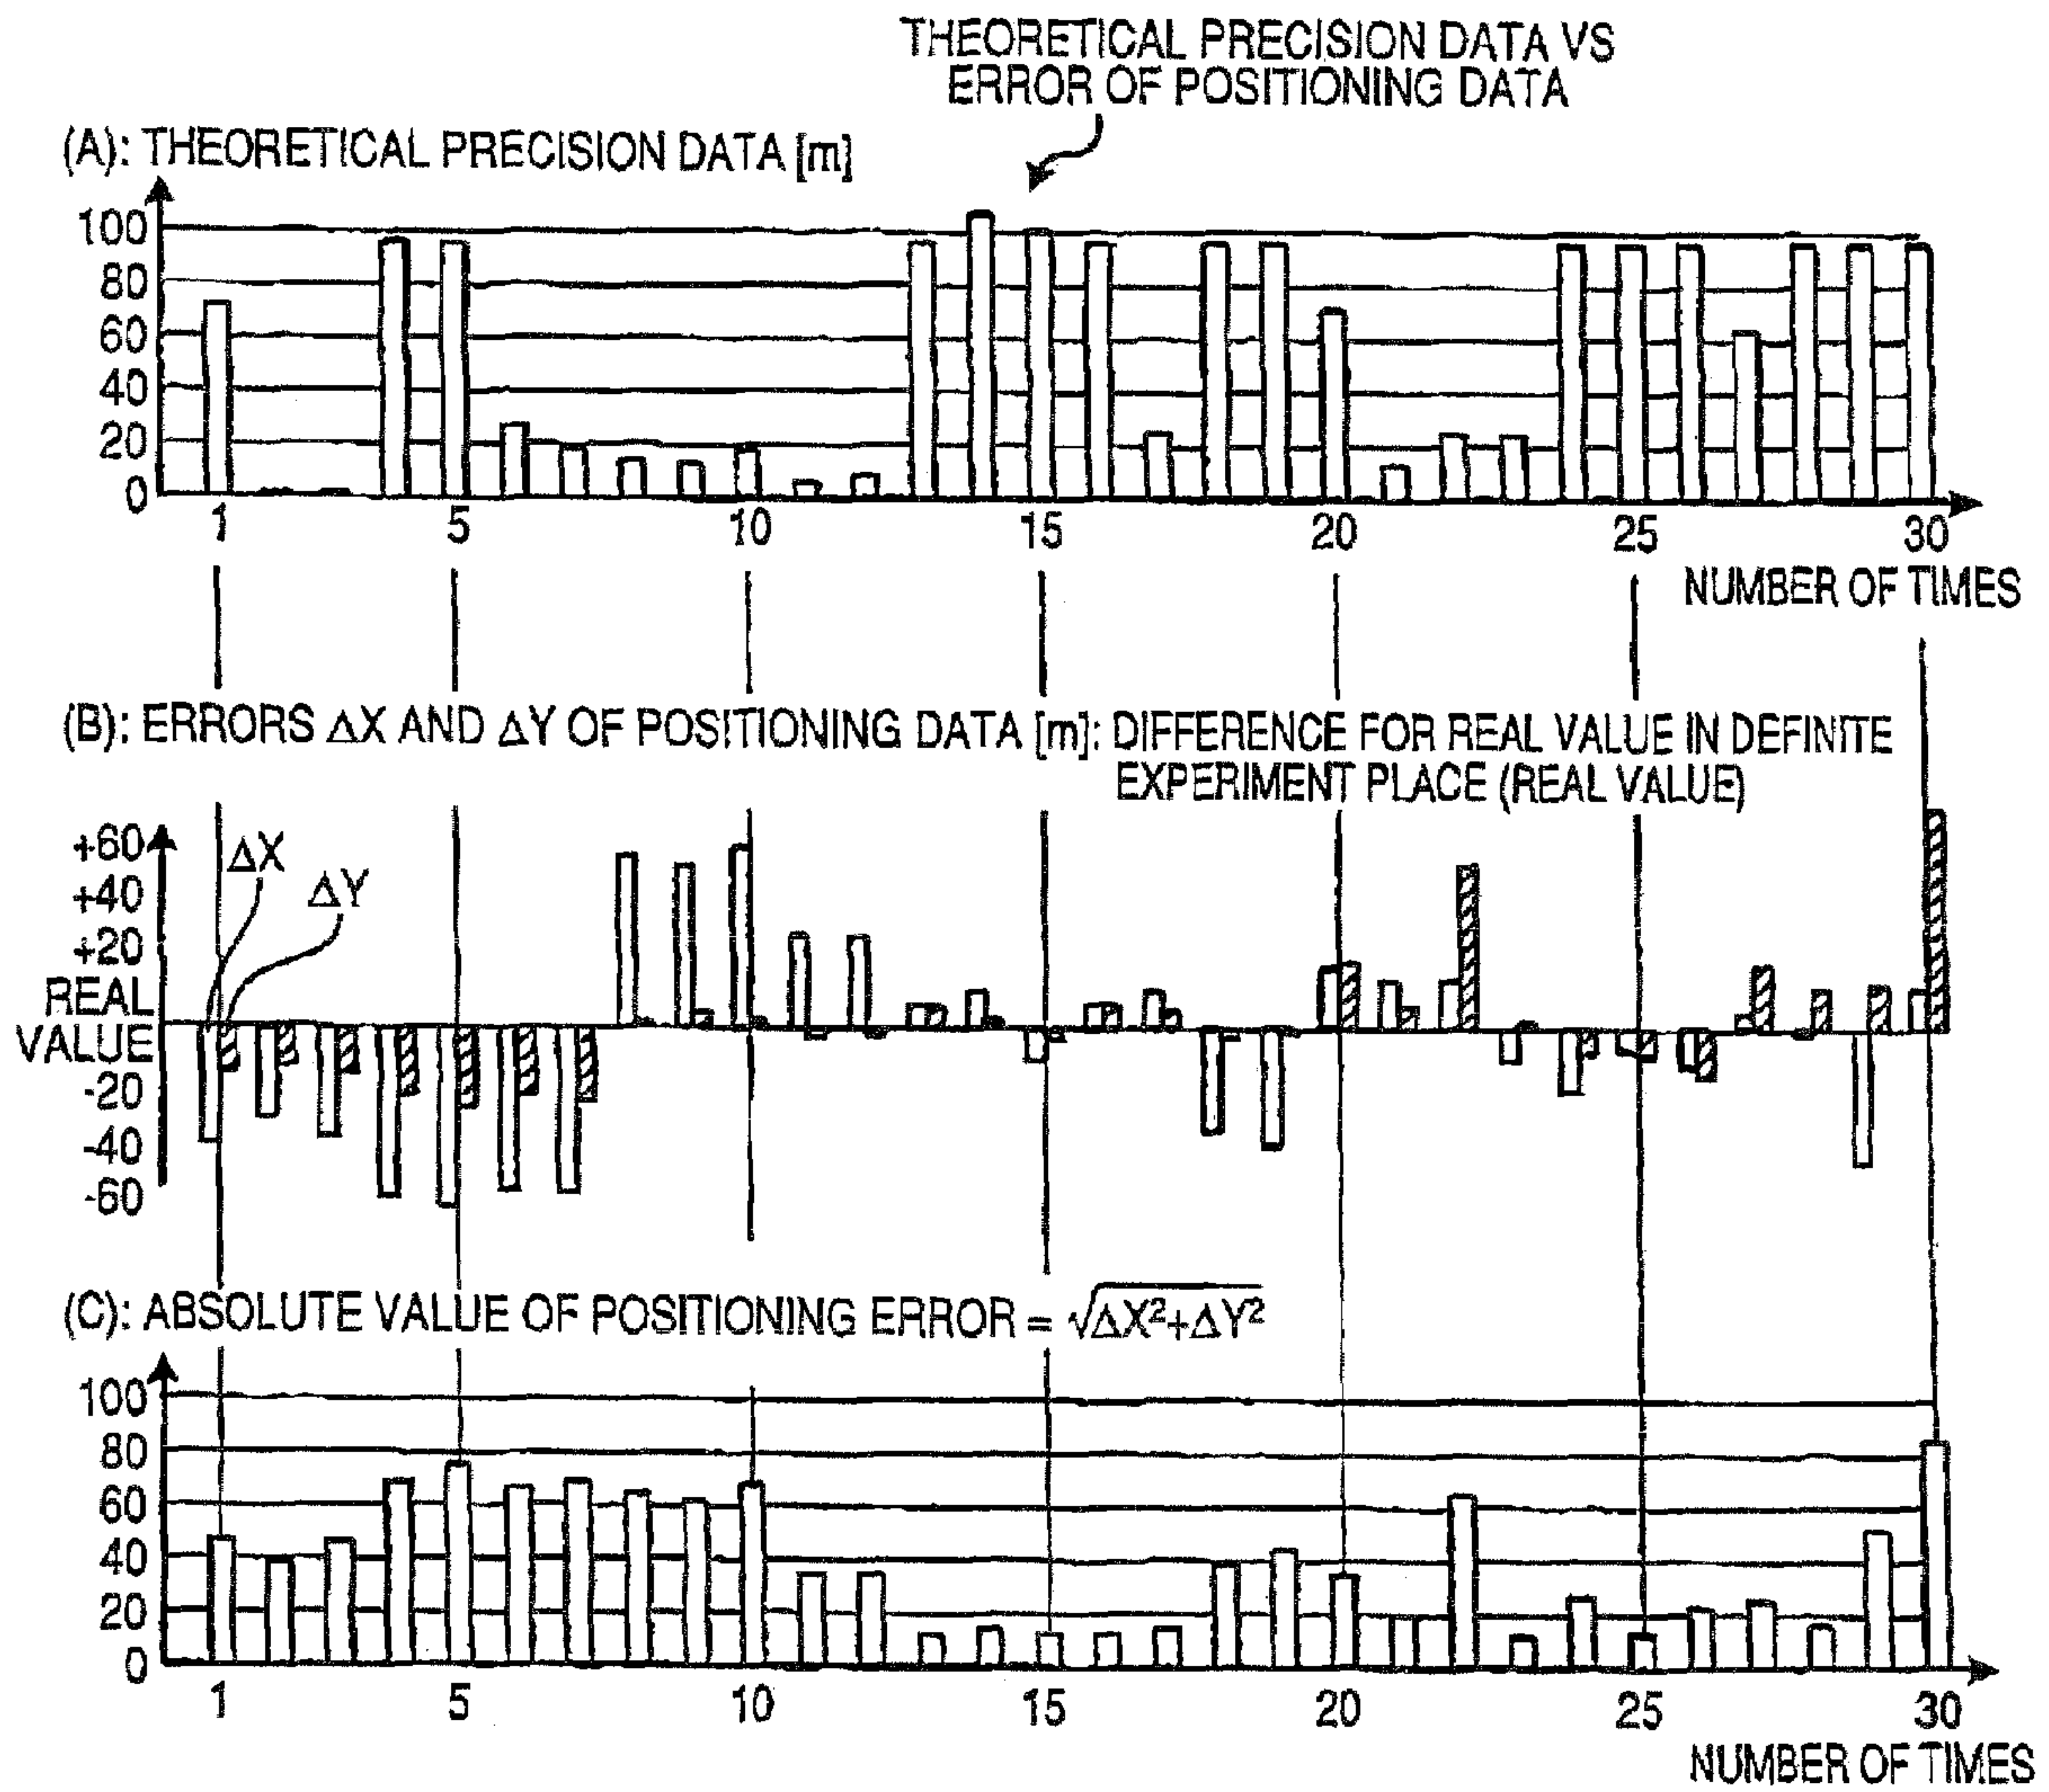 THEORETICAL PRECISION DATA VS
ERROR OF POSITIONING DATA
(A): THEORETICAL PRECISION DATA [m]
100
80
60
40
20
0
1 5 10 15 20 25 30
NUMBER OF TIMES
(B): ERRORS ΔX AND ΔY OF POSITIONING DATA [m]: DIFFERENCE FOR REAL VALUE IN DEFINITE
EXPERIMENT PLACE (REAL VALUE)
+60
+40
+20
REAL
VALUE
-20
-40
-60
ΔX
ΔY
(C): ABSOLUTE VALUE OF POSITIONING ERROR = √ΔX²+ΔY²
100
80
60
40
20
0
1 5 10 15 20 25 30
NUMBER OF TIMES